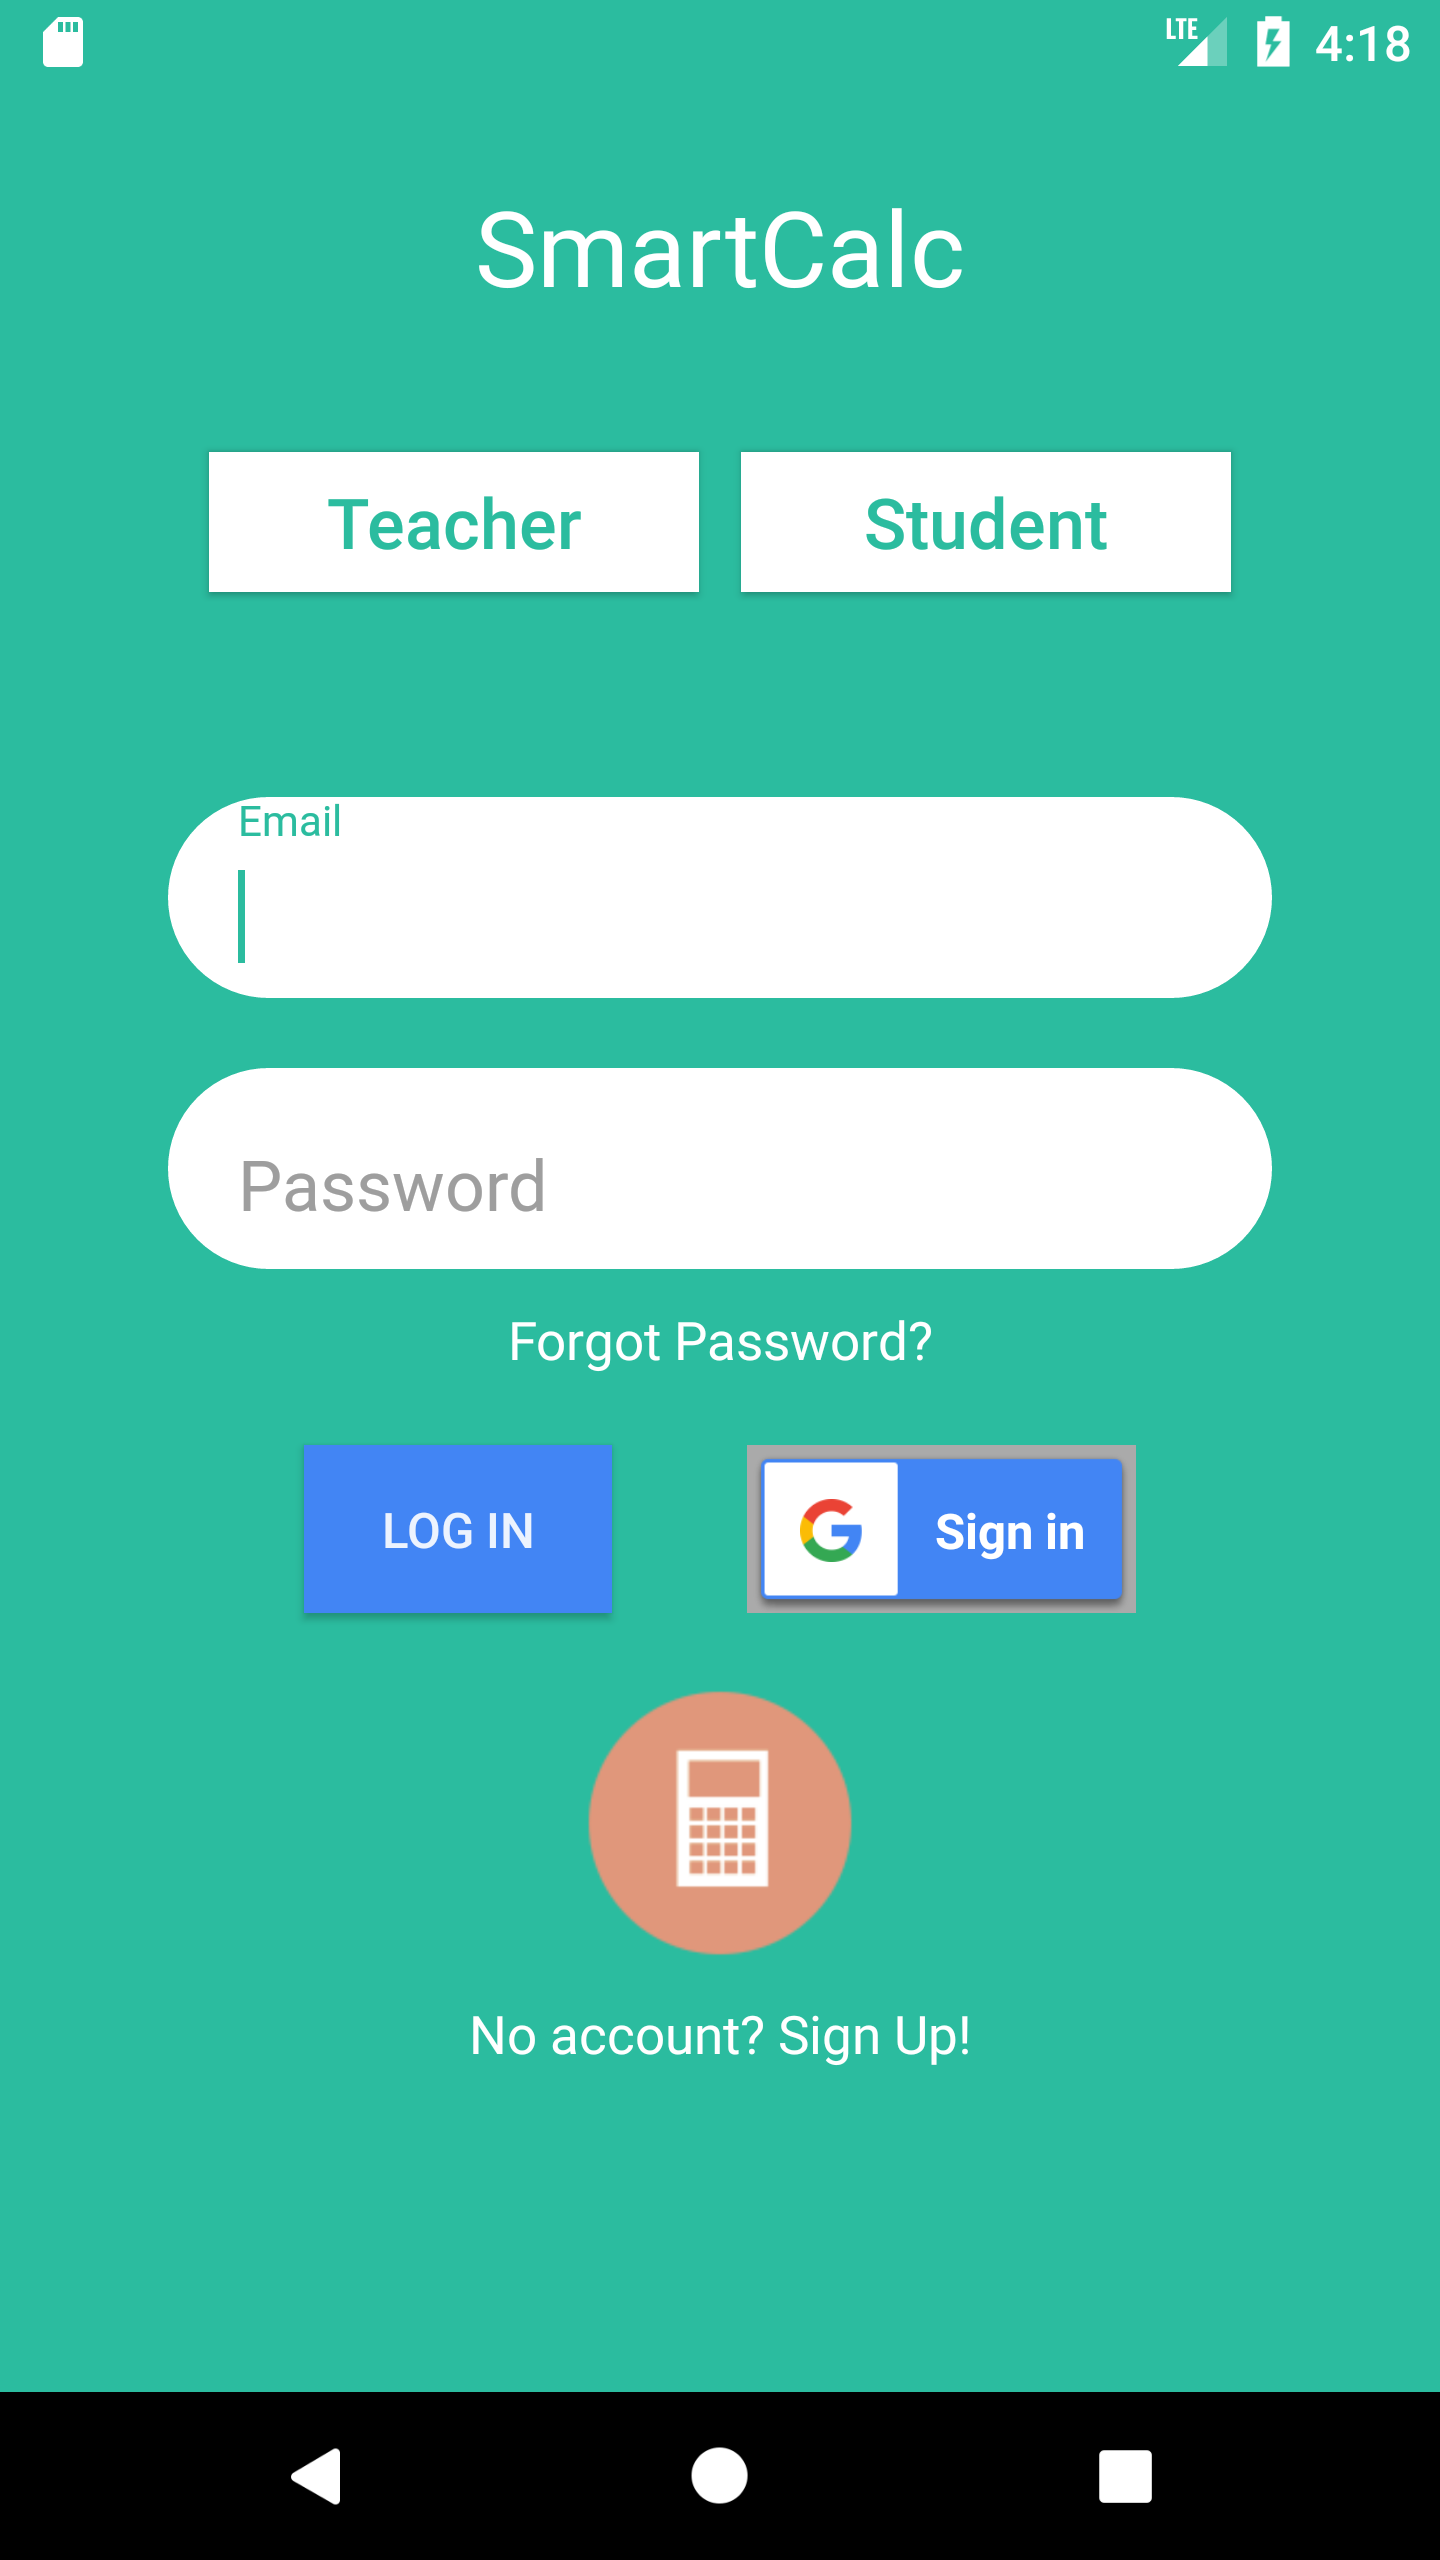 LTE 4:18
SmartCalc
Teacher Student
Email
Password
Forgot Password?
LOG IN Sign in
No account? Sign Up!